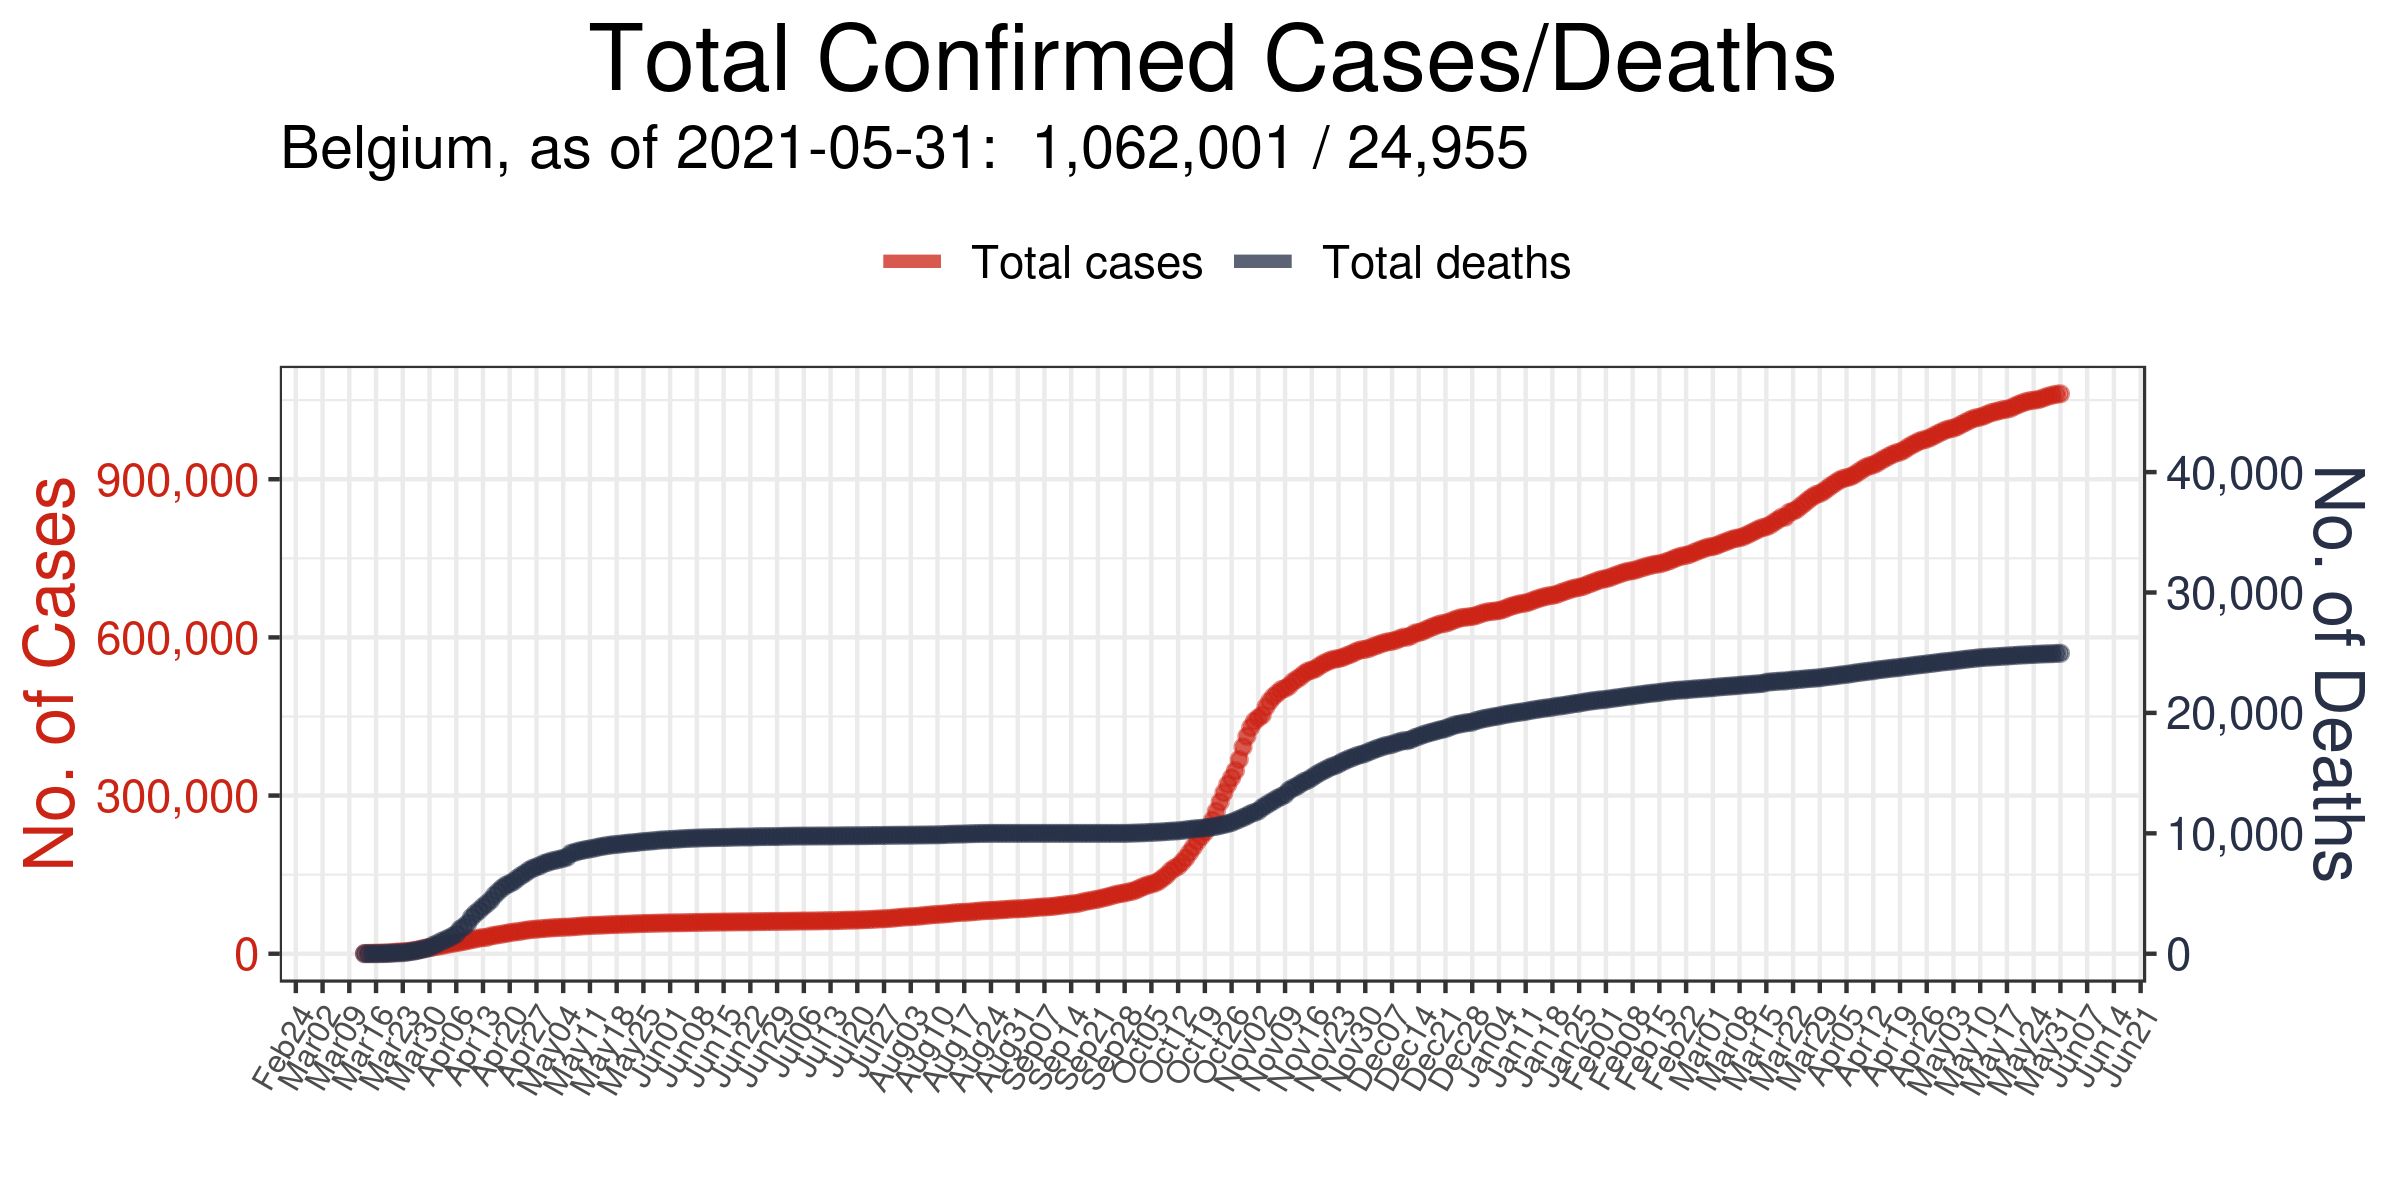 Total Confirmed Cases/Deaths
Belgium, as of 2021-05-31:  1,062,001 / 24,955
Total cases
Total deaths
No. of Cases
900,000
600,000
300,000
0
40,000
30,000
20,000
10,000
0
No. of Deaths
Feb24
Mar02
Mar09
Mar16
Mar23
Mar30
Apr06
Apr13
Apr20
Apr27
May04
May11
May18
May25
Jun01
Jun08
Jun15
Jun22
Jun29
Jul06
Jul13
Jul20
Jul27
Aug03
Aug10
Aug17
Aug24
Aug31
Sep07
Sep14
Sep21
Sep28
Oct05
Oct12
Oct19
Oct26
Nov02
Nov09
Nov16
Nov23
Nov30
Dec07
Dec14
Dec21
Dec28
Jan04
Jan11
Jan18
Jan25
Feb01
Feb08
Feb15
Feb22
Mar01
Mar08
Mar15
Mar22
Mar29
Apr05
Apr12
Apr19
Apr26
May03
May10
May17
May24
May31
Jun07
Jun14
Jun21